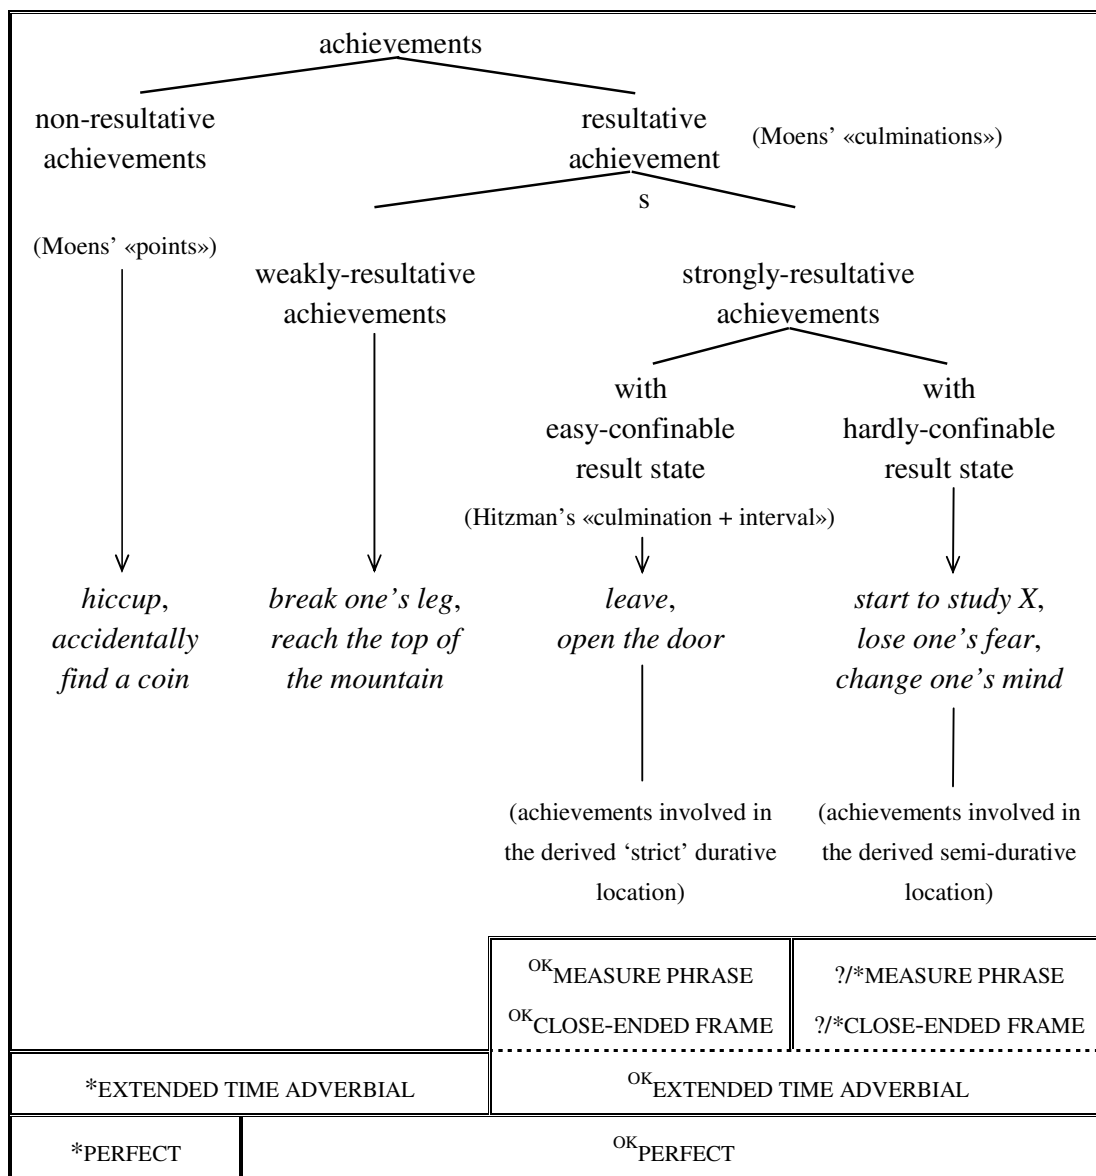 achievements
non-resultative
achievements
resultative
achievement
s
(Moens’ «culminations»)
(Moens’ «points»)
weakly-resultative
achievements
strongly-resultative
achievements
with
easy-confinable
result state
with
hardly-confinable
result state
(Hitzman’s «culmination + interval»)
hiccup,
accidentally
find a coin
break one’s leg,
reach the top of
the mountain
leave,
open the door
start to study X,
lose one’s fear,
change one’s mind
(achievements involved in
the derived ‘strict’ durative
location)
(achievements involved in
the derived semi-durative
location)
OKMEASURE PHRASE
OKCLOSE-ENDED FRAME
?/*MEASURE PHRASE
?/*CLOSE-ENDED FRAME
*EXTENDED TIME ADVERBIAL
OKEXTENDED TIME ADVERBIAL
*PERFECT
OKPERFECT